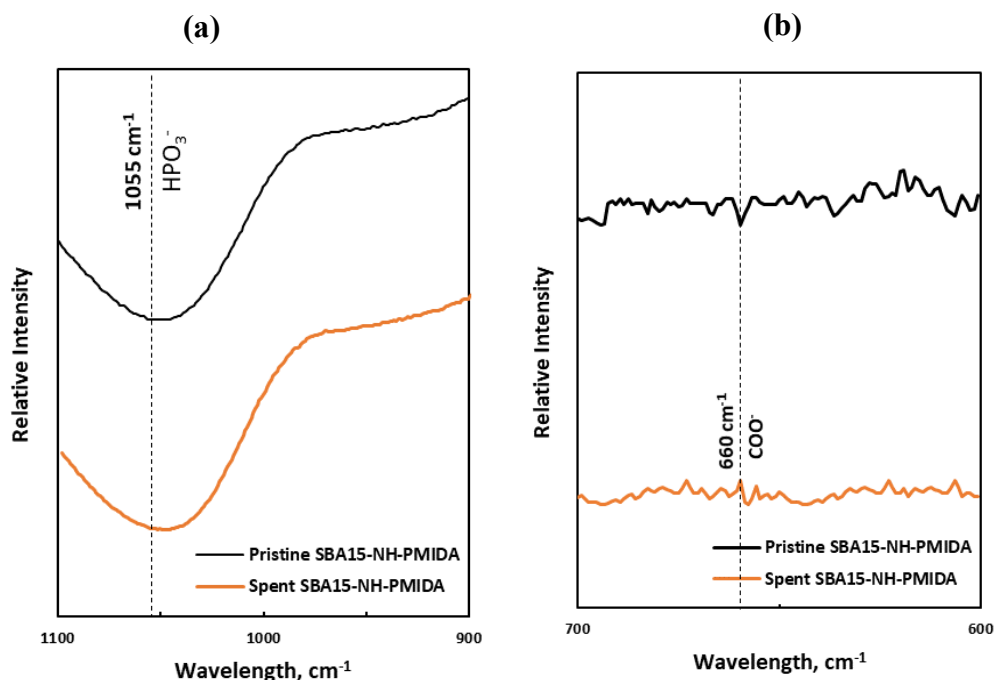 (a)
Relative Intensity
1055 cm⁻¹
HPO₃⁻
Pristine SBA15-NH-PMIDA
Spent SBA15-NH-PMIDA
1100
1000
900
Wavelength, cm⁻¹
(b)
Relative Intensity
660 cm⁻¹
COO⁻
Pristine SBA15-NH-PMIDA
Spent SBA15-NH-PMIDA
700
600
Wavelength, cm⁻¹